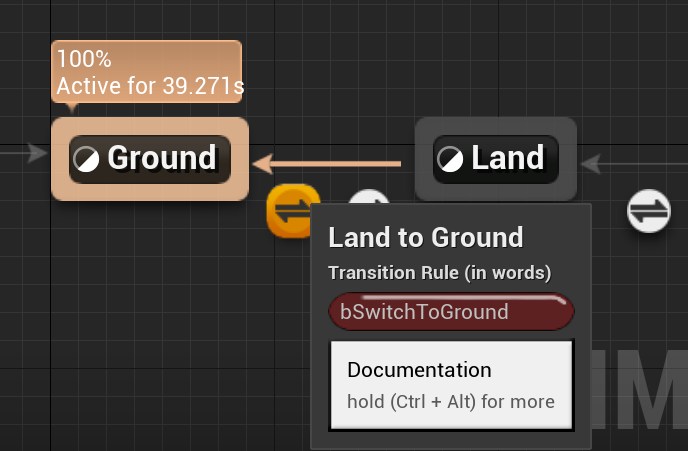 100%
Active for 39.271s
Ground
Land
Land to Ground
Transition Rule (in words)
bSwitchToGround
Documentation
hold (Ctrl + Alt) for more